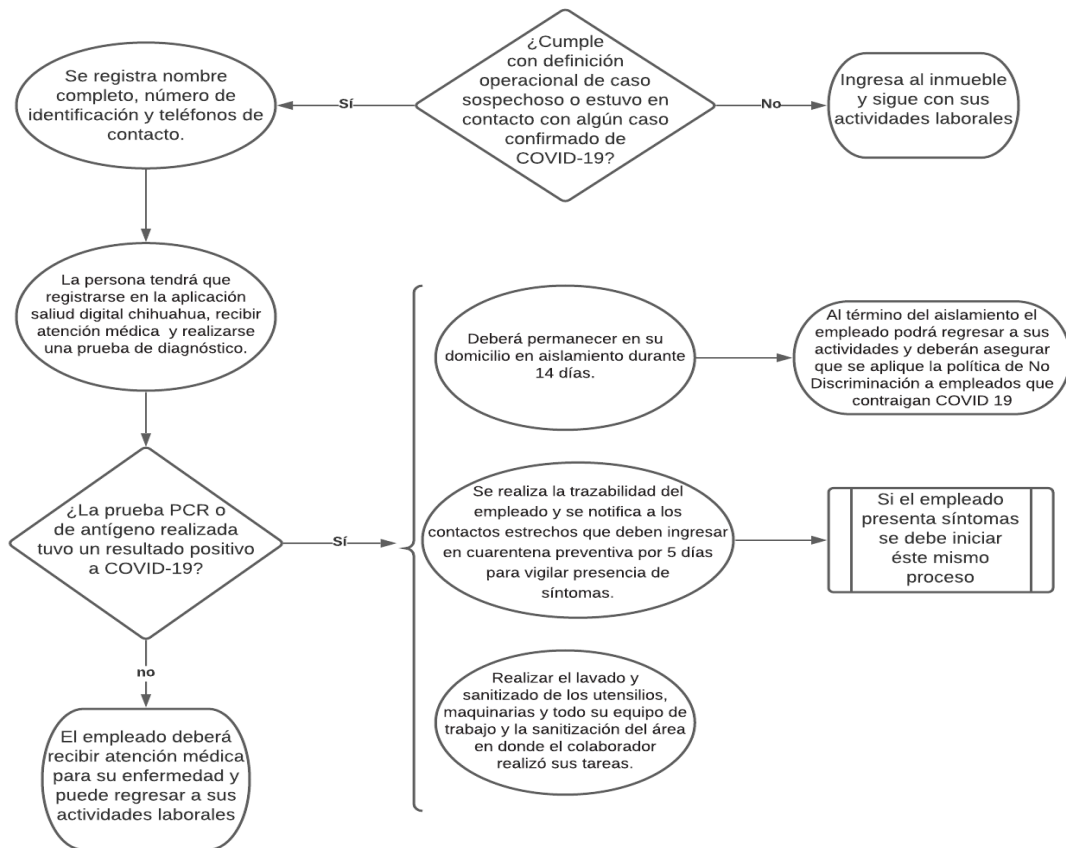 ¿Cumple
con definición
operacional de caso
sospechoso o estuvo en
contacto con algún caso
confirmado de
COVID-19?
Sí
No
Se registra nombre
completo, número de
identificación y teléfonos de
contacto.
Ingresa al inmueble
y sigue con sus
actividades laborales
La persona tendrá que
registrarse en la aplicación
saliud digital chihuahua, recibir
atención médica y realizarse
una prueba de diagnóstico.
¿La prueba PCR o
de antígeno realizada
tuvo un resultado positivo
a COVID-19?
Sí
no
El empleado deberá
recibir atención médica
para su enfermedad y
puede regresar a sus
actividades laborales
Deberá permanecer en su
domicilio en aislamiento durante
14 días.
Al término del aislamiento el
empleado podrá regresar a sus
actividades y deberán asegurar
que se aplique la política de No
Discriminación a empleados que
contraigan COVID 19
Se realiza la trazabilidad del
empleado y se notifica a los
contactos estrechos que deben ingresar
en cuarentena preventiva por 5 días
para vigilar presencia de
síntomas.
Si el empleado
presenta síntomas
se debe iniciar
éste mismo
proceso
Realizar el lavado y
sanitizado de los utensilios,
maquinarias y todo su equipo de
trabajo y la sanitización del área
en donde el colaborador
realizó sus tareas.